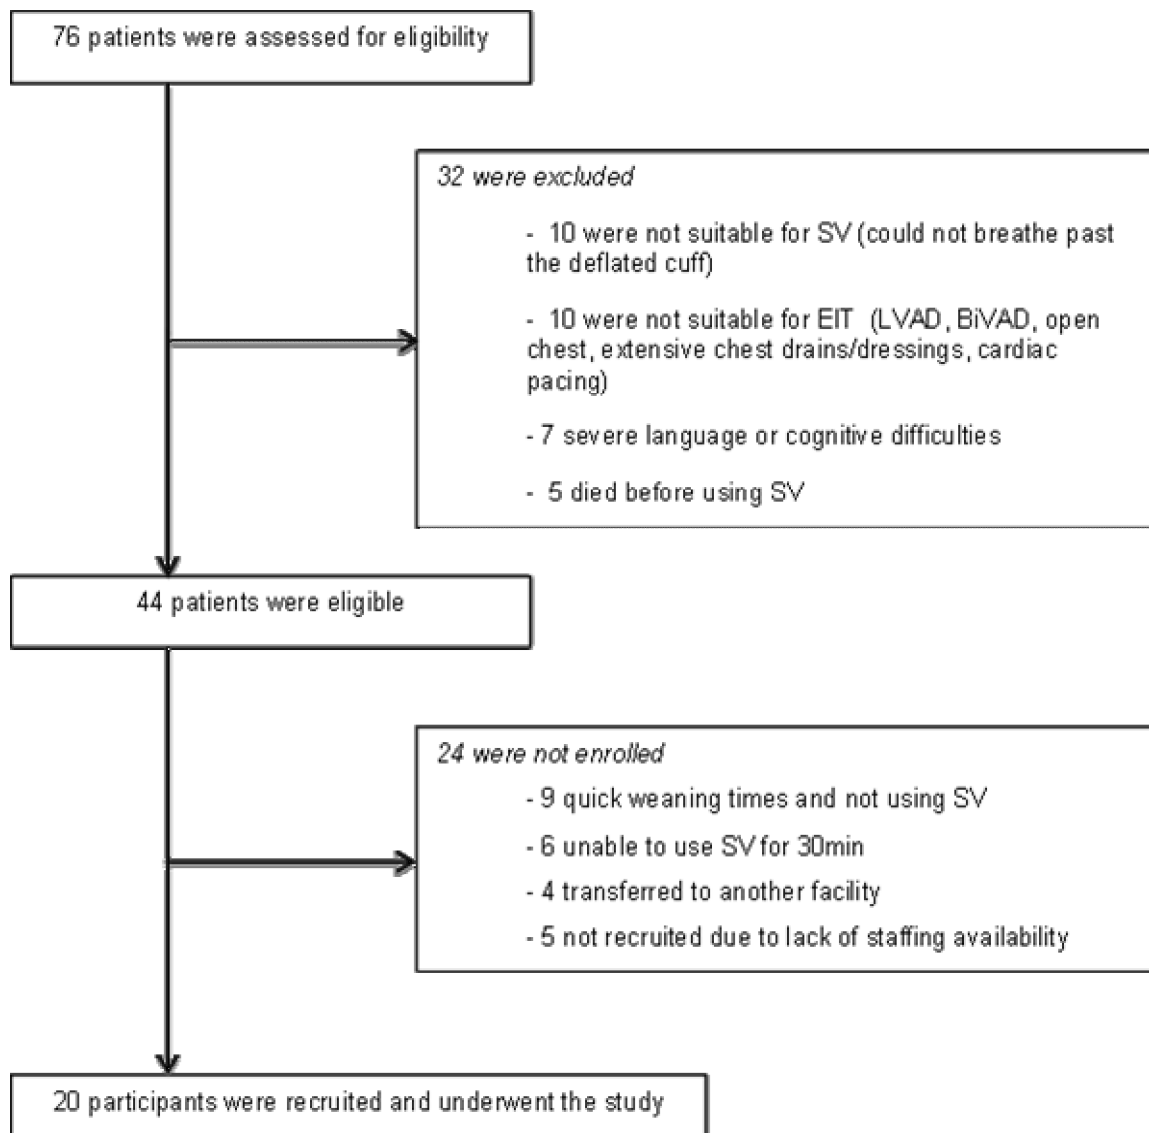 76 patients were assessed for eligibility
32 were excluded
- 10 were not suitable for SV (could not breathe past
the deflated cuff)
- 10 were not suitable for EIT (LVAD, BiVAD, open
chest, extensive chest drains/dressings, cardiac
pacing)
- 7 severe language or cognitive difficulties
- 5 died before using SV
44 patients were eligible
24 were not enrolled
- 9 quick weaning times and not using SV
- 6 unable to use SV for 30min
- 4 transferred to another facility
- 5 not recruited due to lack of staffing availability
20 participants were recruited and underwent the study